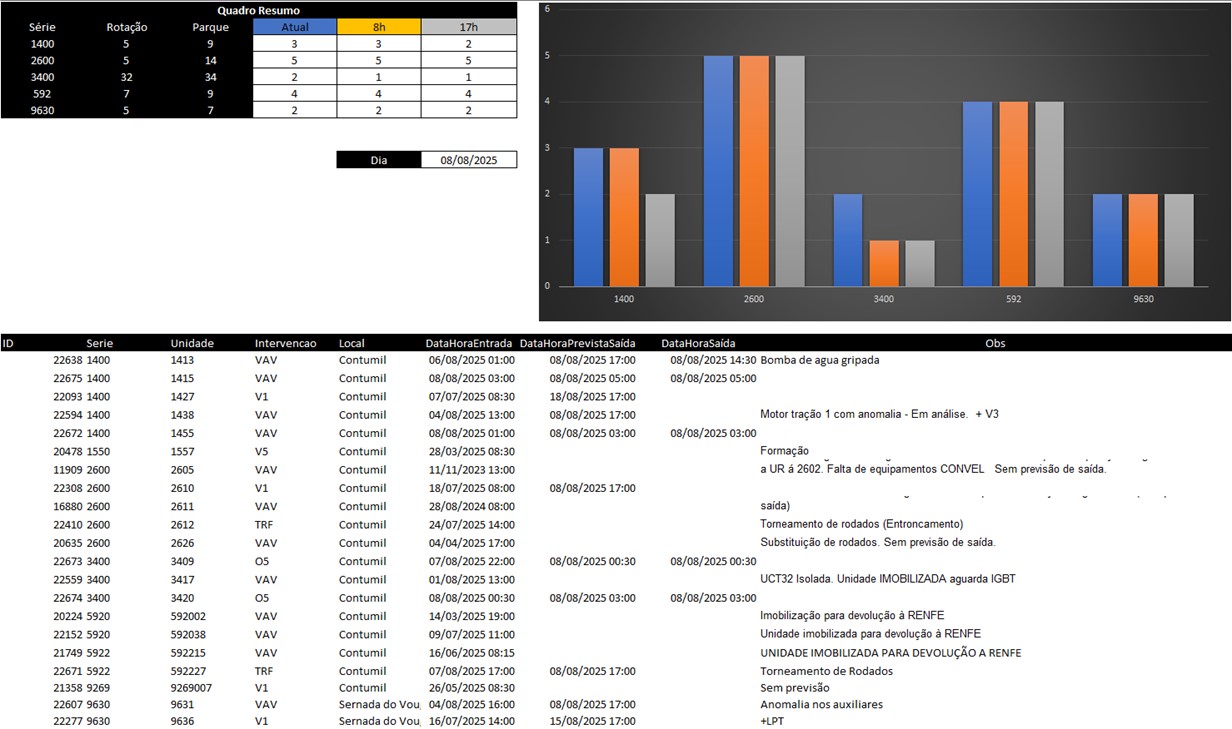 Quadro Resumo
Série Rotação Parque Atual 8h 17h
1400 5 9 3 3 2
2600 5 14 5 5 5
3400 32 34 2 1 1
592 7 9 4 4 4
9630 5 7 2 2 2
Dia 08/08/2025
6
5
4
3
2
1
0
1400 2600 3400 592 9630
ID Serie Unidade Intervencao Local DataHoraEntrada DataHoraPrevistaSaída DataHoraSaída Obs
22638 1400 1413 VAV Contumil 06/08/2025 01:00 08/08/2025 17:00 08/08/2025 14:30 Bomba de agua gripada
22675 1400 1415 VAV Contumil 08/08/2025 03:00 08/08/2025 05:00 08/08/2025 05:00
22093 1400 1427 V1 Contumil 07/07/2025 08:30 18/08/2025 17:00
22594 1400 1438 VAV Contumil 04/08/2025 13:00 08/08/2025 17:00 Motor tração 1 com anomalia - Em análise. + V3
22672 1400 1455 VAV Contumil 08/08/2025 01:00 08/08/2025 03:00 08/08/2025 03:00
20478 1550 1557 V5 Contumil 28/03/2025 08:30 Formação
11909 2600 2605 VAV Contumil 11/11/2023 13:00 a UR á 2602. Falta de equipamentos CONVEL Sem previsão de saída.
22308 2600 2610 V1 Contumil 18/07/2025 08:00 08/08/2025 17:00
16880 2600 2611 VAV Contumil 28/08/2024 08:00 saída)
22410 2600 2612 TRF Contumil 24/07/2025 14:00 Torneamento de rodados (Entroncamento)
20635 2600 2626 VAV Contumil 04/04/2025 17:00 Substituição de rodados. Sem previsão de saída.
22673 3400 3409 O5 Contumil 07/08/2025 22:00 08/08/2025 00:30 08/08/2025 00:30
22559 3400 3417 VAV Contumil 01/08/2025 13:00 UCT32 Isolada. Unidade IMOBILIZADA aguarda IGBT
22674 3400 3420 O5 Contumil 08/08/2025 00:30 08/08/2025 03:00 08/08/2025 03:00
20224 5920 592002 VAV Contumil 14/03/2025 19:00 Imobilização para devolução à RENFE
22152 5920 592038 VAV Contumil 09/07/2025 11:00 Unidade imobilizada para devolução à RENFE
21749 5922 592215 VAV Contumil 16/06/2025 08:15 UNIDADE IMOBILIZADA PARA DEVOLUÇÃO A RENFE
22671 5922 592227 TRF Contumil 07/08/2025 17:00 08/08/2025 17:00 Torneamento de Rodados
21358 9269 9269007 V1 Contumil 26/05/2025 08:30 Sem previsão
22607 9630 9631 VAV Sernada do Vou 04/08/2025 16:00 08/08/2025 17:00 Anomalia nos auxiliares
22277 9630 9636 V1 Sernada do Vou 16/07/2025 14:00 15/08/2025 17:00 +LPT